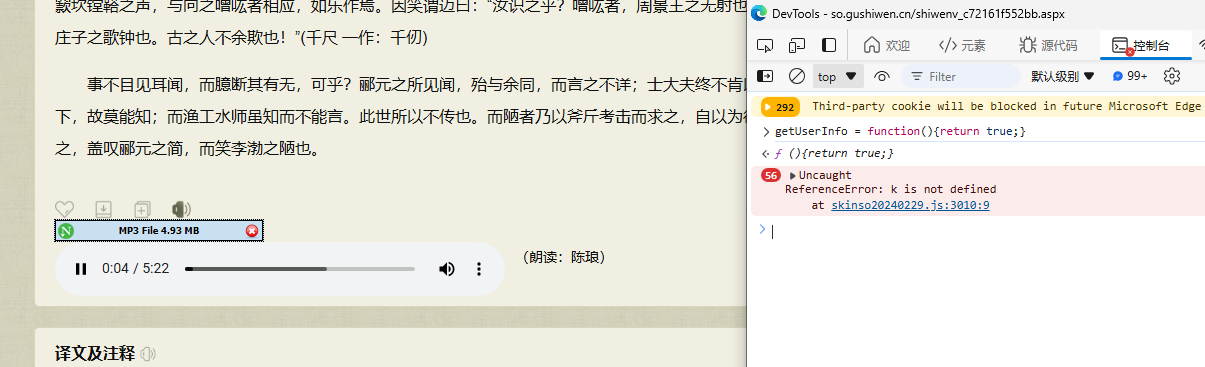 窾坎镗鞳之声，与向之噌吰者相应，如乐作焉。因笑谓迈曰：“汝识之乎？噌吰者，周景王之无射也
庄子之歌钟也。古之人不余欺也！”(千尺 一作：千仞)
事不目见耳闻，而臆断其有无，可乎？郦元之所见闻，殆与余同，而言之不详；士大夫终不肯以
下，故莫能知；而渔工水师虽知而不能言。此世所以不传也。而陋者乃以斧斤考击而求之，自以为得
之，盖叹郦元之简，而笑李渤之陋也。
MP3 File 4.93 MB
0:04 / 5:22
（朗读：陈琅）
译文及注释
DevTools - so.gushiwen.cn/shiwenv_c72161f552bb.aspx
欢迎
元素
源代码
控制台
top
Filter
默认级别
99+
292 Third-party cookie will be blocked in future Microsoft Edge
getUserInfo = function(){return true;}
ƒ (){return true;}
56 Uncaught
ReferenceError: k is not defined
at skinso20240229.js:3010:9